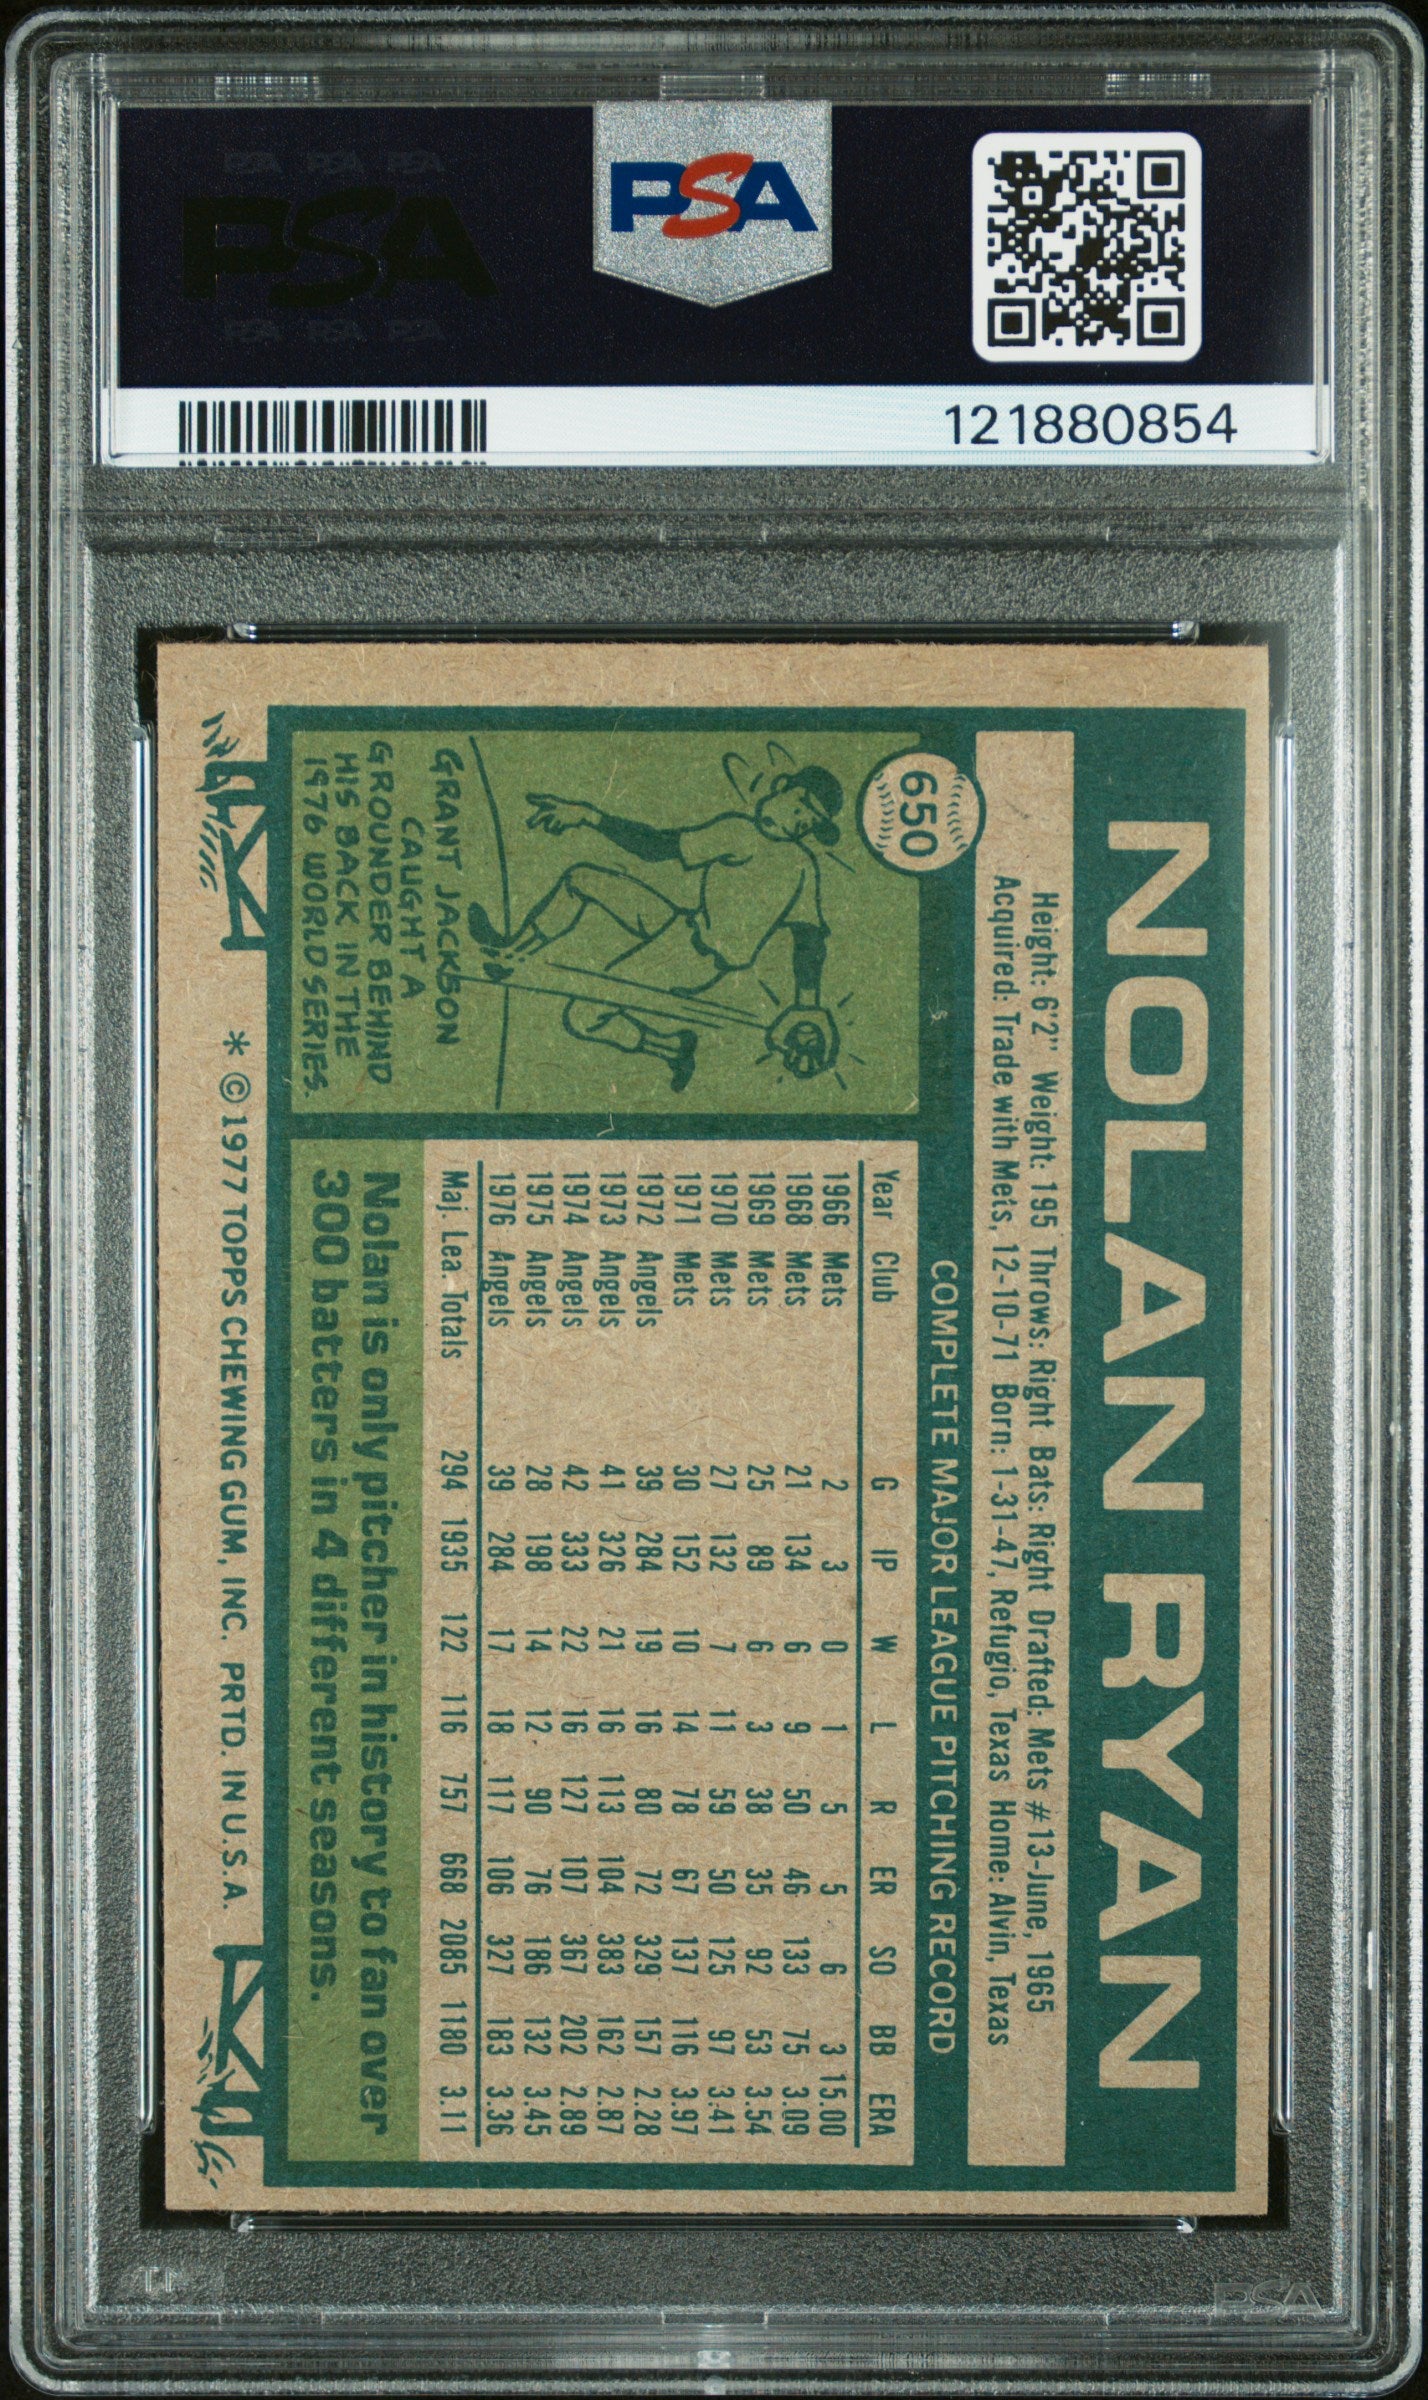 PSA PSA PSA
PSA
PSA PSA PSA
PSA
121880854
NOLAN RYAN
650
Height: 6'2" Weight: 195 Throws: Right Bats: Right Drafted: Mets #13-June, 1965
Acquired: Trade with Mets, 12-10-71 Born: 1-31-47, Refugio, Texas Home: Alvin, Texas
COMPLETE MAJOR LEAGUE PITCHING RECORD
Year Club G IP W L R ER SO BB ERA
1966 Mets 2 3 0 1 5 5 6 3 15.00
1968 Mets 21 134 6 9 50 46 133 75 3.09
1969 Mets 25 89 6 3 38 35 92 53 3.54
1970 Mets 27 132 7 11 59 50 125 97 3.41
1971 Mets 30 152 10 14 78 67 137 116 3.97
1972 Angels 39 284 19 16 80 72 329 157 2.28
1973 Angels 41 326 21 16 113 104 383 162 2.87
1974 Angels 42 333 22 16 127 107 367 202 2.89
1975 Angels 28 198 14 12 90 76 186 132 3.45
1976 Angels 39 284 17 18 117 106 327 183 3.36
Maj. Lea. Totals 294 1935 122 116 757 668 2085 1180 3.11
GRANT JACKSON
CAUGHT A
GROUNDER BEHIND
HIS BACK IN THE
1976 WORLD SERIES.
Nolan is only pitcher in history to fan over
300 batters in 4 different seasons.
* ©1977 TOPPS CHEWING GUM, INC. PRTD. IN U.S.A.
PSA